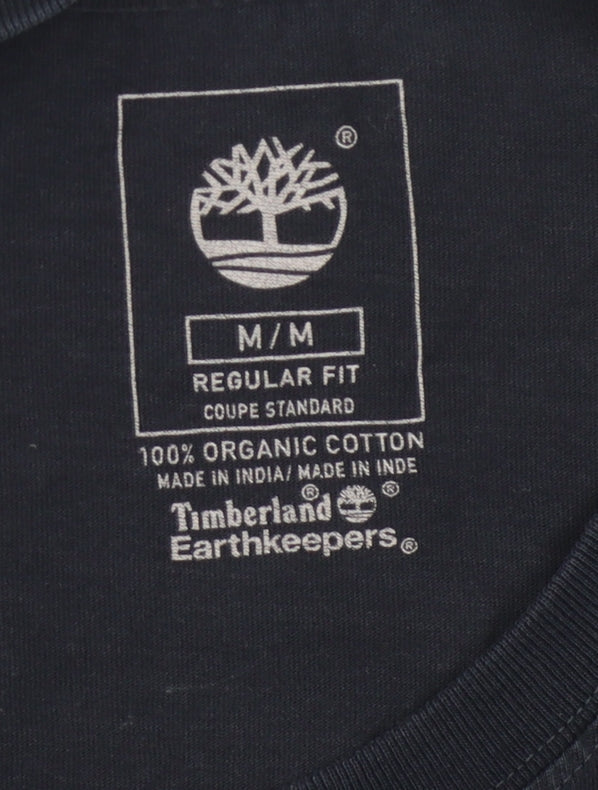 ®
M/M
REGULAR FIT
COUPE STANDARD
100% ORGANIC COTTON
MADE IN INDIA/ MADE IN INDE
Timberland® ®
Earthkeepers®